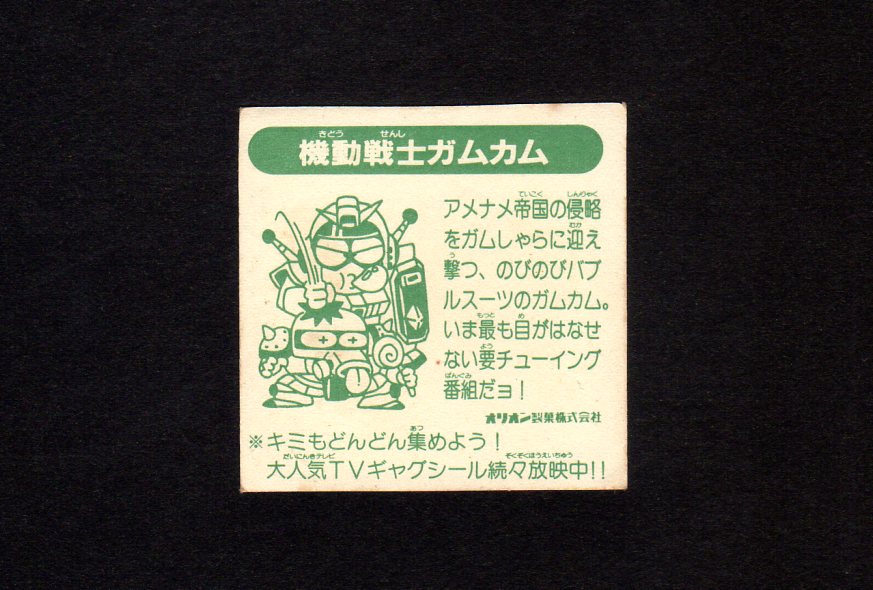 機動戦士ガムカム
アメナメ帝国の侵略
をガムしゃらに迎え
撃つ、のびのびバブ
ルスーツのガムカム。
いま最も目がはなせ
ない要チューイング
番組だョ!
オリオン製菓株式会社
※キミもどんどん集めよう!
大人気TVギャグシール続々放映中!!